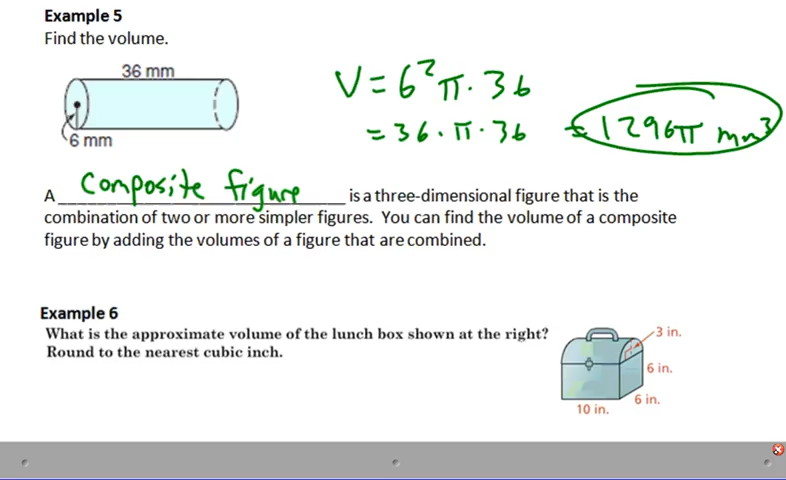 Example 5
Find the volume.
36 mm
6 mm
V = 6²π · 36
= 36 · π · 36 = 1296π mm³
A composite figure is a three-dimensional figure that is the
combination of two or more simpler figures. You can find the volume of a composite
figure by adding the volumes of a figure that are combined.
Example 6
What is the approximate volume of the lunch box shown at the right?
Round to the nearest cubic inch.
3 in.
6 in.
6 in.
10 in.